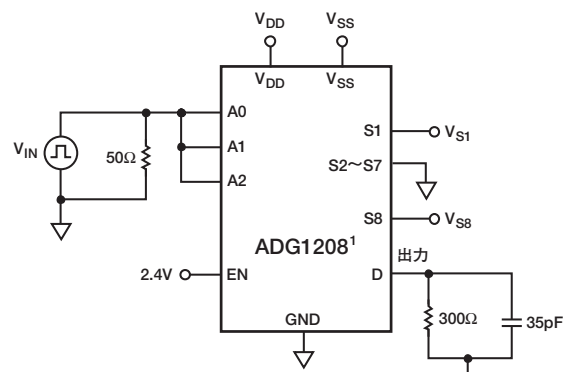 VDD
VSS
VDD
VSS
A0
A1
A2
VIN
50Ω
S1
VS1
S2～S7
S8
VS8
ADG1208¹
出力
2.4V
EN
D
300Ω
35pF
GND